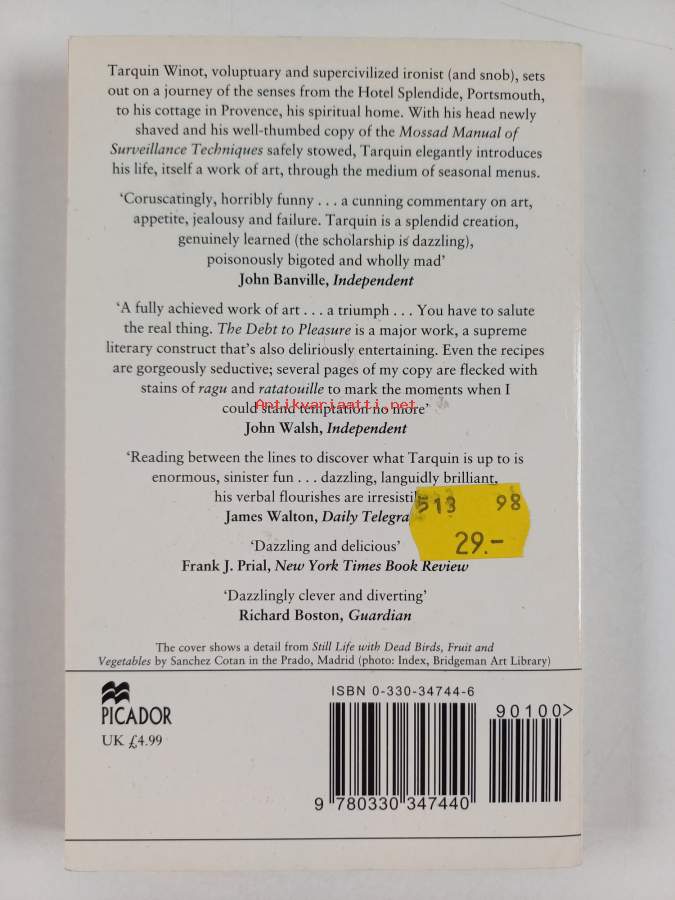 Tarquin Winot, voluptuary and supercivilized ironist (and snob), sets
out on a journey of the senses from the Hotel Splendide, Portsmouth,
to his cottage in Provence, his spiritual home. With his head newly
shaved and his well-thumbed copy of the Mossad Manual of
Surveillance Techniques safely stowed, Tarquin elegantly introduces
his life, itself a work of art, through the medium of seasonal menus.
‘Coruscatingly, horribly funny . . . a cunning commentary on art,
appetite, jealousy and failure. Tarquin is a splendid creation,
genuinely learned (the scholarship is dazzling),
poisonously bigoted and wholly mad’
John Banville, Independent
‘A fully achieved work of art . . . a triumph . . . You have to salute
the real thing. The Debt to Pleasure is a major work, a supreme
literary construct that’s also deliriously entertaining. Even the recipes
are gorgeously seductive; several pages of my copy are flecked with
stains of ragu and ratatouille to mark the moments when I
could stand temptation no more’
Antikvariaatti.net
John Walsh, Independent
‘Reading between the lines to discover what Tarquin is up to is
enormous, sinister fun . . . dazzling, languidly brilliant,
his verbal flourishes are
James Walton, Daily
513 98
29.–
‘Dazzling and delicious’
Frank J. Prial, New York Times Book Review
‘Dazzlingly clever and diverting’
Richard Boston, Guardian
The cover shows a detail from Still Life with Dead Birds, Fruit and
Vegetables by Sanchez Cotan in the Prado, Madrid (photo: Index, Bridgeman Art Library)
PICADOR
UK £4.99
ISBN 0-330-34744-6
90100>
9 780330 347440